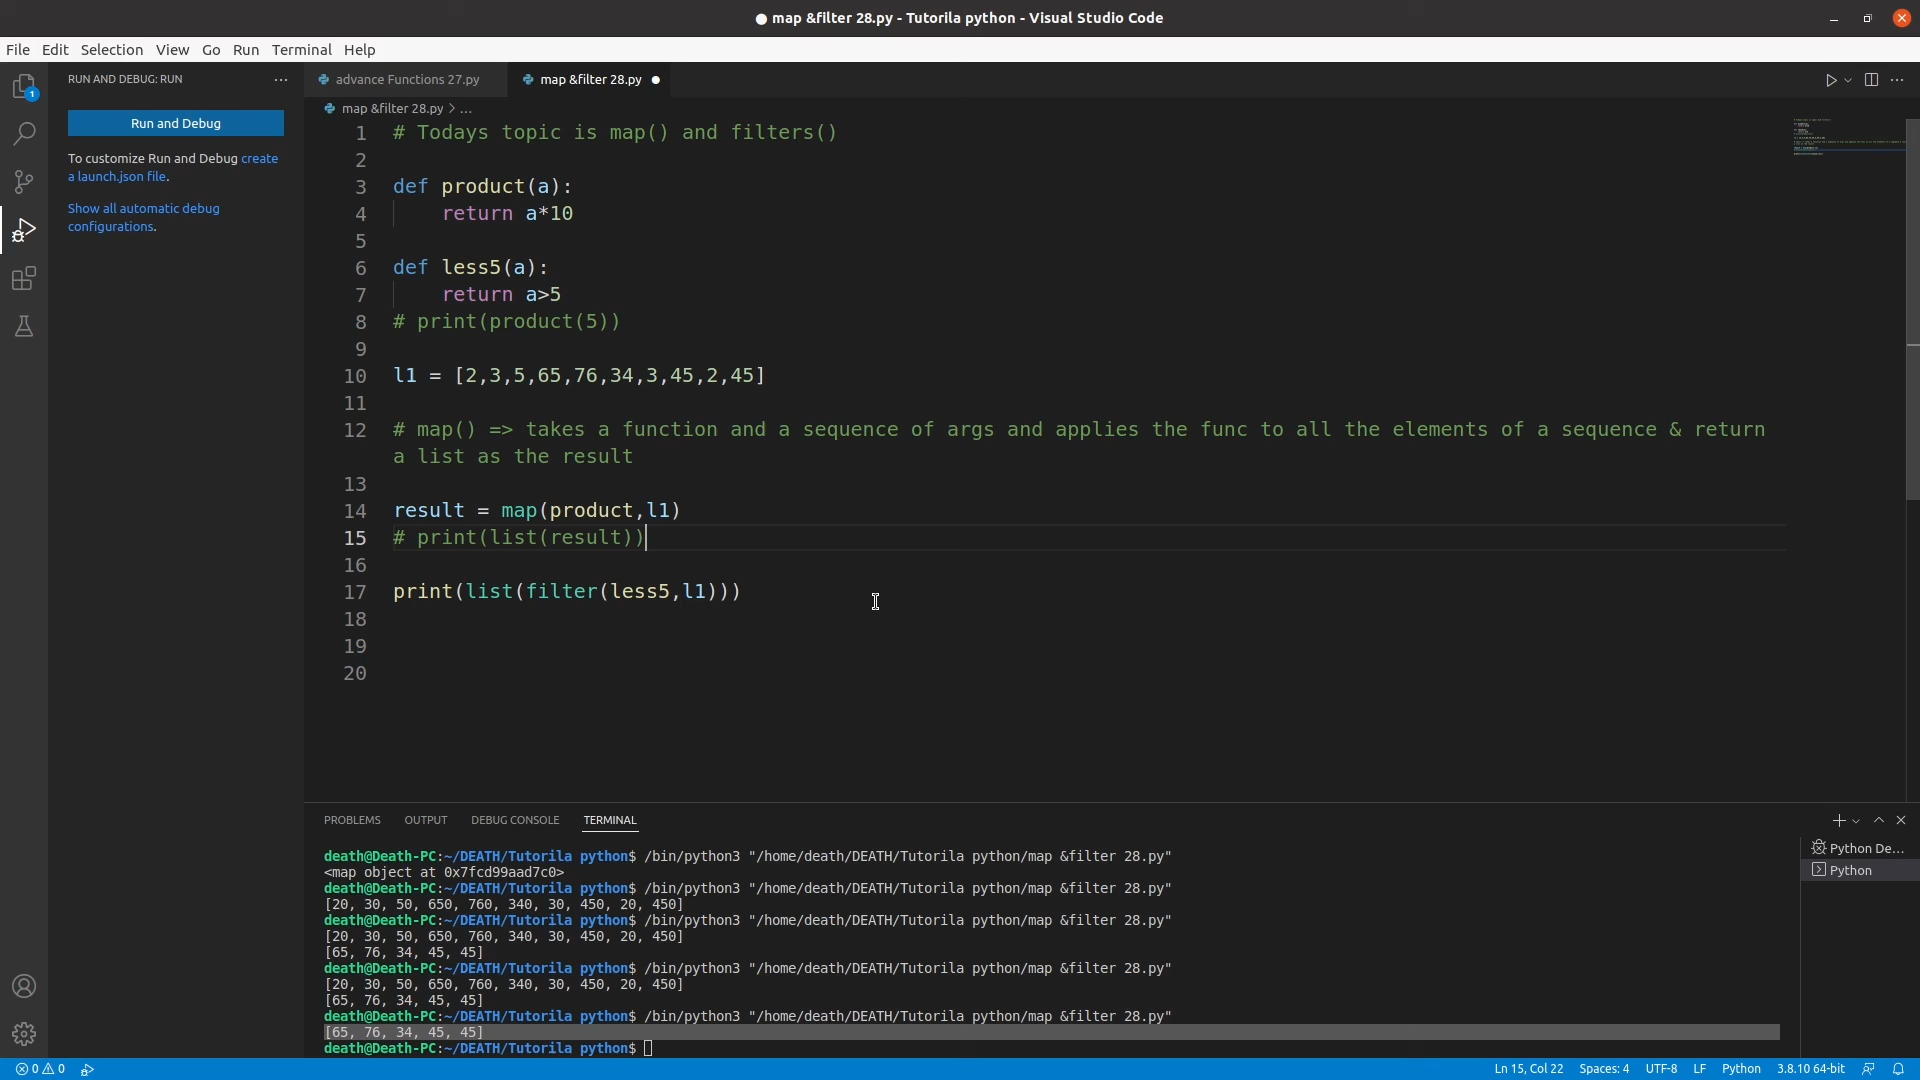 ● map &filter 28.py - Tutorila python - Visual Studio Code
File Edit Selection View Go Run Terminal Help
RUN AND DEBUG: RUN ...
advance Functions 27.py
map &filter 28.py ●
1
Run and Debug
To customize Run and Debug create
a launch.json file.
Show all automatic debug
configurations.
map &filter 28.py > ...
1 # Todays topic is map() and filters()
2
3 def product(a):
4 return a*10
5
6 def less5(a):
7 return a>5
8 # print(product(5))
9
10 l1 = [2,3,5,65,76,34,3,45,2,45]
11
12 # map() => takes a function and a sequence of args and applies the func to all the elements of a sequence & return
a list as the result
13
14 result = map(product,l1)
15 # print(list(result))
16
17 print(list(filter(less5,l1)))
18
19
20
PROBLEMS OUTPUT DEBUG CONSOLE TERMINAL
death@Death-PC:~/DEATH/Tutorila python$ /bin/python3 "/home/death/DEATH/Tutorila python/map &filter 28.py"
<map object at 0x7fcd99aad7c0>
death@Death-PC:~/DEATH/Tutorila python$ /bin/python3 "/home/death/DEATH/Tutorila python/map &filter 28.py"
[20, 30, 50, 650, 760, 340, 30, 450, 20, 450]
death@Death-PC:~/DEATH/Tutorila python$ /bin/python3 "/home/death/DEATH/Tutorila python/map &filter 28.py"
[20, 30, 50, 650, 760, 340, 30, 450, 20, 450]
[65, 76, 34, 45, 45]
death@Death-PC:~/DEATH/Tutorila python$ /bin/python3 "/home/death/DEATH/Tutorila python/map &filter 28.py"
[20, 30, 50, 650, 760, 340, 30, 450, 20, 450]
[65, 76, 34, 45, 45]
death@Death-PC:~/DEATH/Tutorila python$ /bin/python3 "/home/death/DEATH/Tutorila python/map &filter 28.py"
[65, 76, 34, 45, 45]
death@Death-PC:~/DEATH/Tutorila python$
Python De...
Python
0 0
Ln 15, Col 22 Spaces: 4 UTF-8 LF Python 3.8.10 64-bit